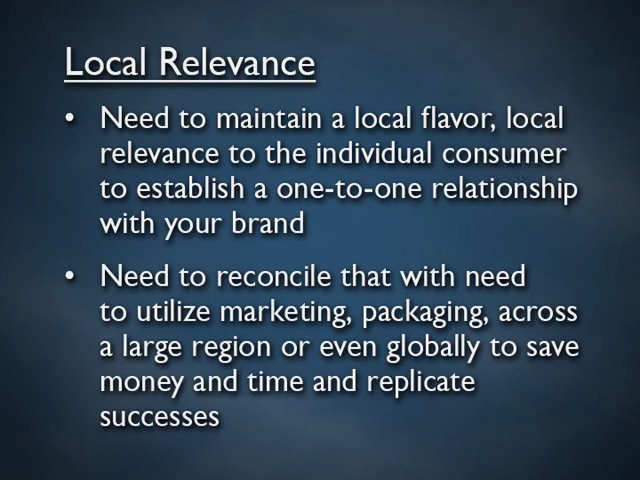 Local Relevance
• Need to maintain a local flavor, local
relevance to the individual consumer
to establish a one-to-one relationship
with your brand
• Need to reconcile that with need
to utilize marketing, packaging, across
a large region or even globally to save
money and time and replicate
successes